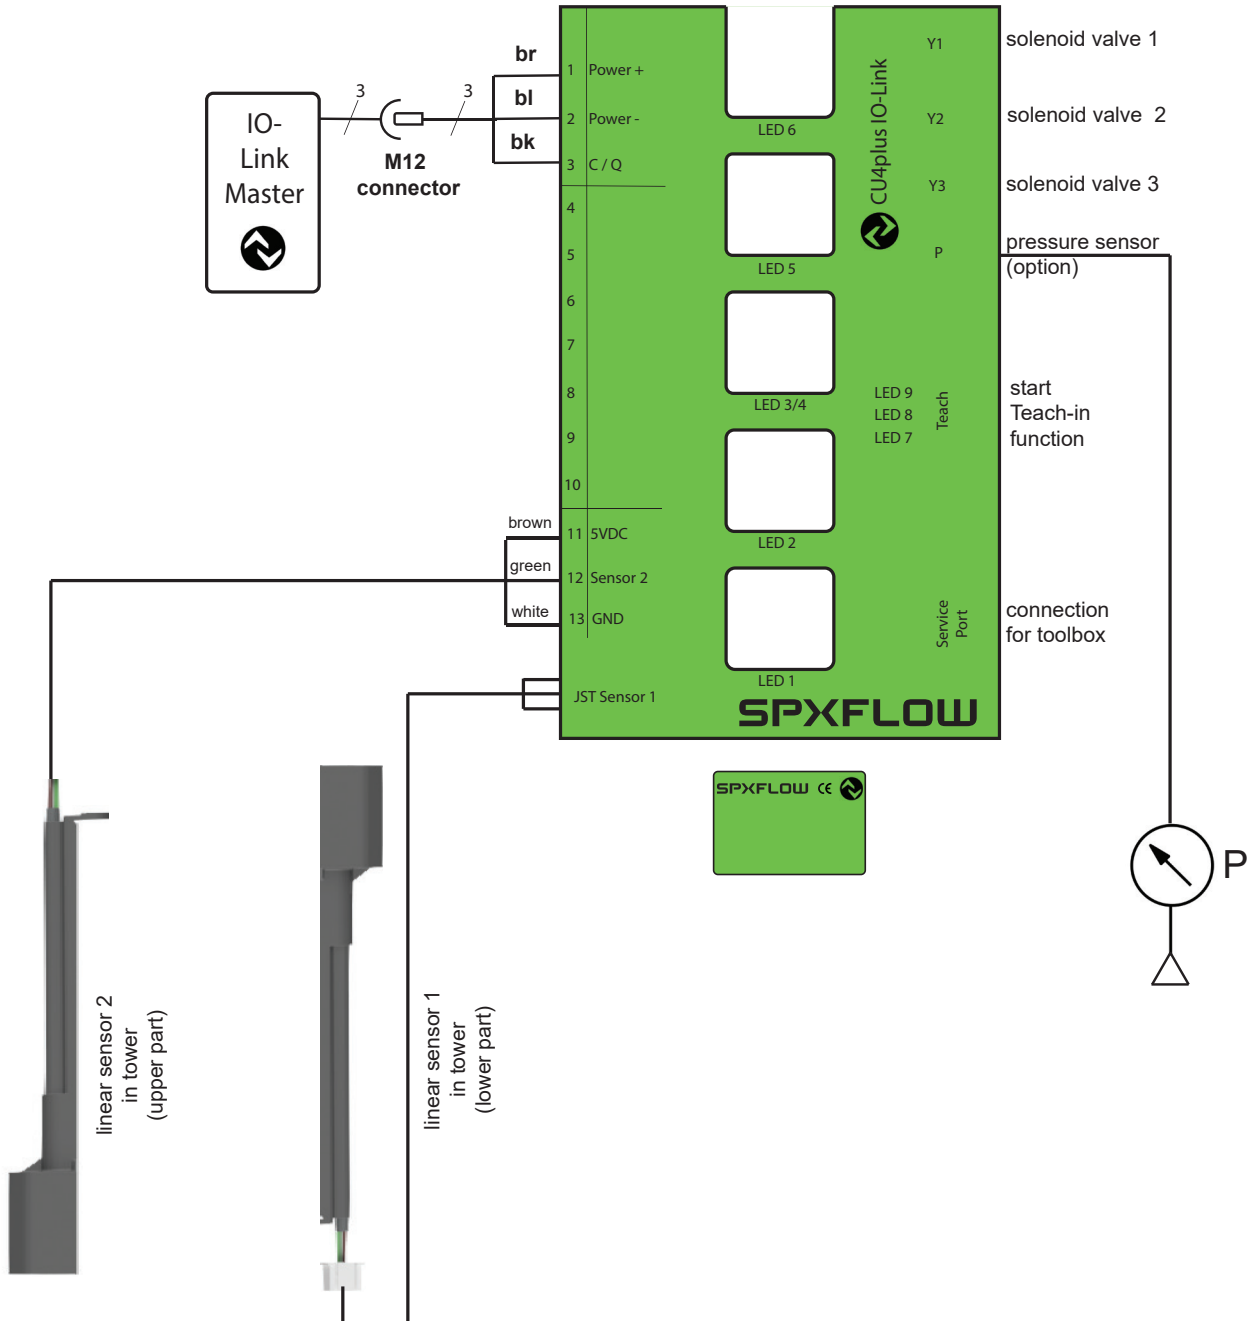 IO-
Link
Master
3
3
M12
connector
br
bl
bk
1 Power +
2 Power -
3 C / Q
4
5
6
7
8
9
10
brown
11 5VDC
green
12 Sensor 2
white
13 GND
JST Sensor 1
LED 6
LED 5
LED 3/4
LED 2
LED 1
CU4plus IO-Link
Y1
Y2
Y3
P
LED 9
LED 8
LED 7
Teach
Service
Port
SPXFLOW
solenoid valve 1
solenoid valve 2
solenoid valve 3
pressure sensor
(option)
start
Teach-in
function
connection
for toolbox
SPXFLOW CE
P
linear sensor 2
in tower
(upper part)
linear sensor 1
in tower
(lower part)